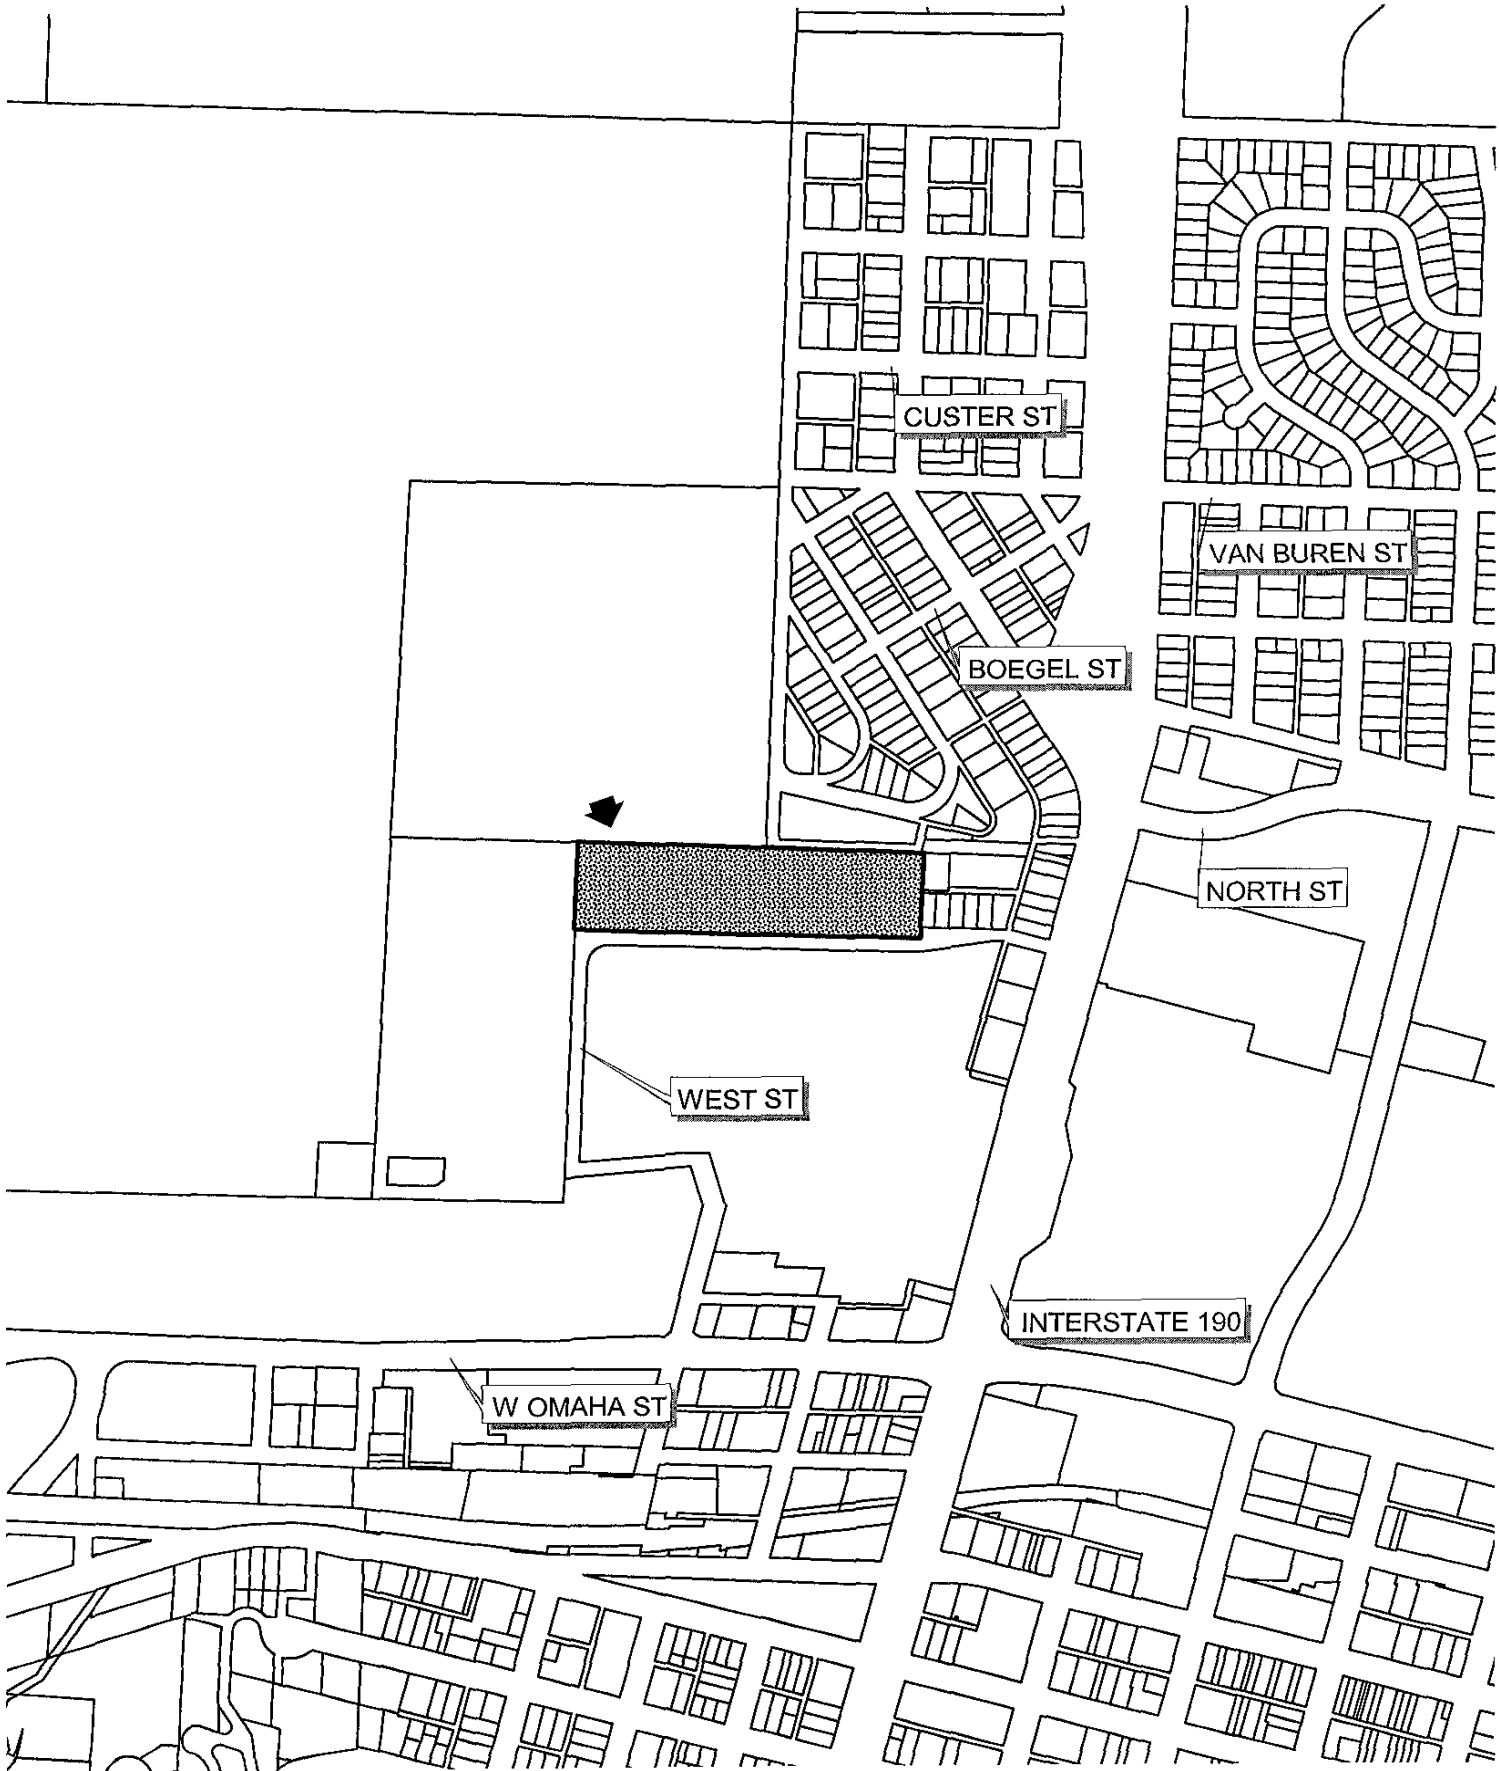 CUSTER ST
VAN BUREN ST
BOEGEL ST
NORTH ST
WEST ST
INTERSTATE 190
W OMAHA ST